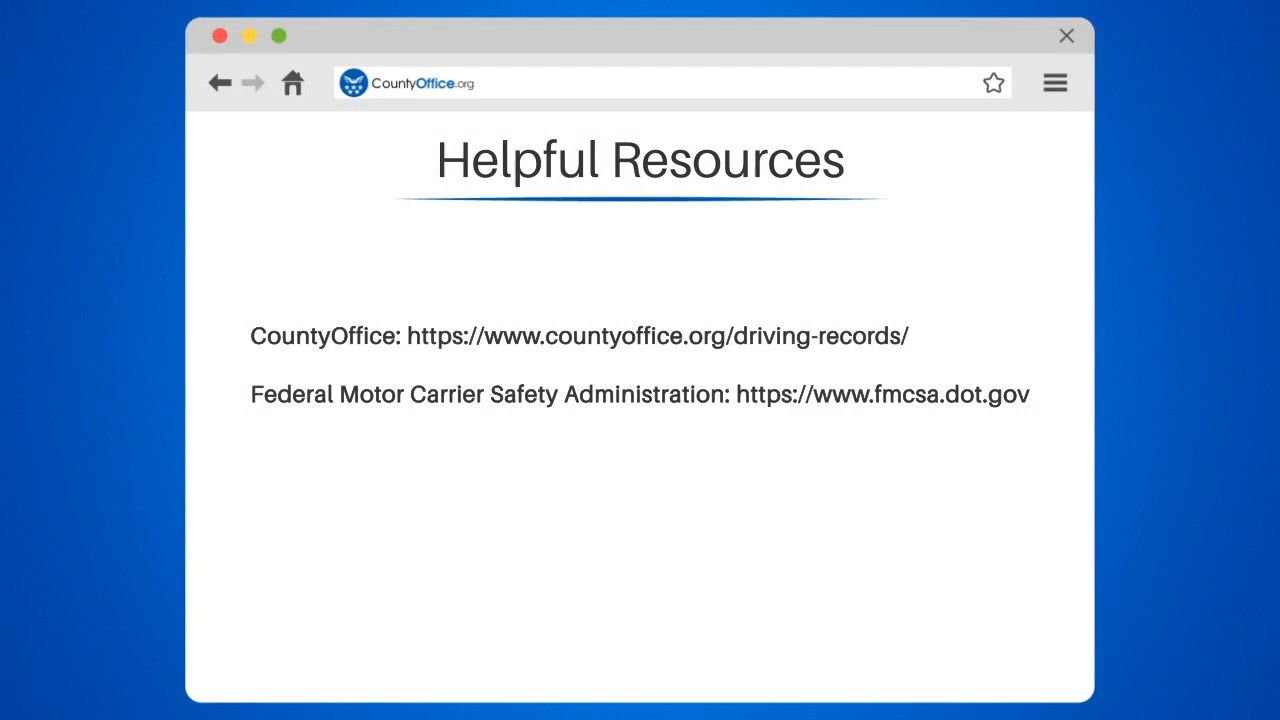 CountyOffice.org
Helpful Resources
CountyOffice: https://www.countyoffice.org/driving-records/
Federal Motor Carrier Safety Administration: https://www.fmcsa.dot.gov